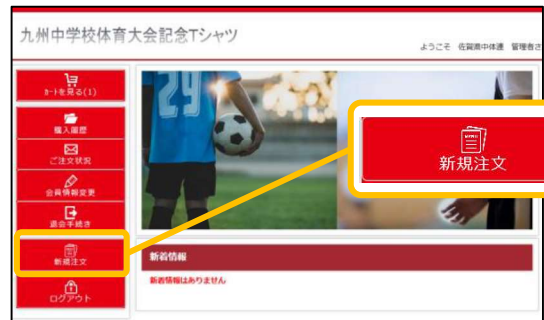 九州中学校体育大会記念Tシャツ
ようこそ 佐賀県中体連 管理者さ
カートを見る(1)
購入履歴
ご注文状況
会員情報変更
退会手続き
新規注文
ログアウト
MENU
新規注文
新着情報
新着情報はありません